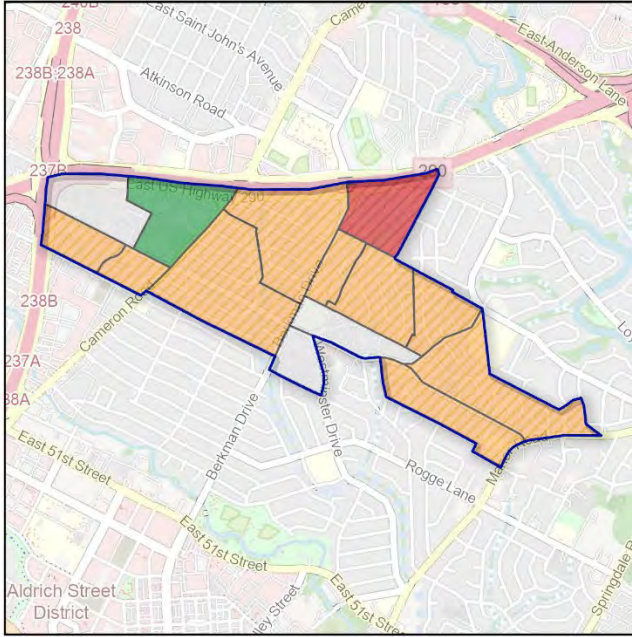 238
East Saint John's Avenue
East-Anderson Lane
238B 238A
Atkinson Road
237B
East US Highway 290
290
238B
Cameron Road
237A
Berkman Drive
Westminster Drive
East 51st Street
Rogge Lane
Manor Road
East 51st Street
East 51st Street
Aldrich Street
District